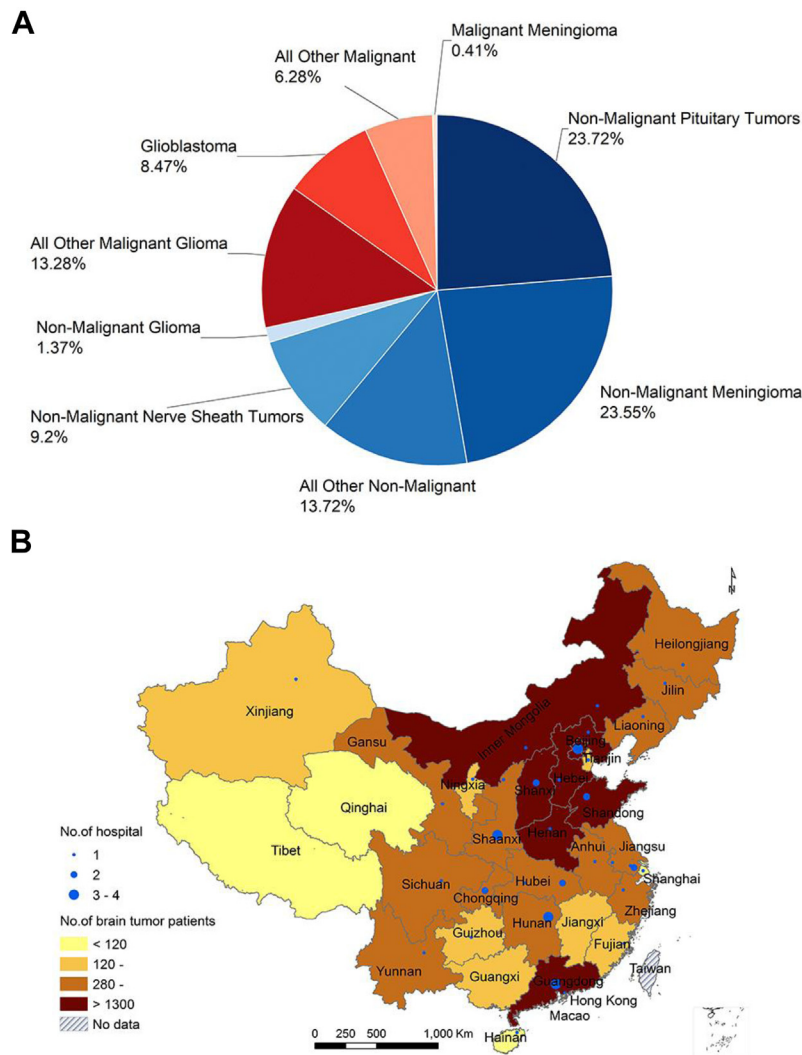 A
Malignant Meningioma
0.41%
All Other Malignant
6.28%
Non-Malignant Pituitary Tumors
23.72%
Glioblastoma
8.47%
All Other Malignant Glioma
13.28%
Non-Malignant Glioma
1.37%
Non-Malignant Meningioma
23.55%
Non-Malignant Nerve Sheath Tumors
9.2%
All Other Non-Malignant
13.72%
B
N
Heilongjiang
Jilin
Xinjiang
Liaoning
Inner Mongolia
Gansu
Beijing
Tianjin
Ningxia
Hebei
Shanxi
Qinghai
Shandong
No.of hospital
1
2
3 - 4
Shaanxi
Henan
Tibet
Anhui
Jiangsu
Shanghai
Sichuan
Hubei
Chongqing
Zhejiang
No.of brain tumor patients
< 120
120 -
280 -
> 1300
No data
Hunan
Jiangxi
Guizhou
Fujian
Yunnan
Guangxi
Guangdong
Taiwan
Hong Kong
Macao
Hainan
0 250 500 1,000 Km